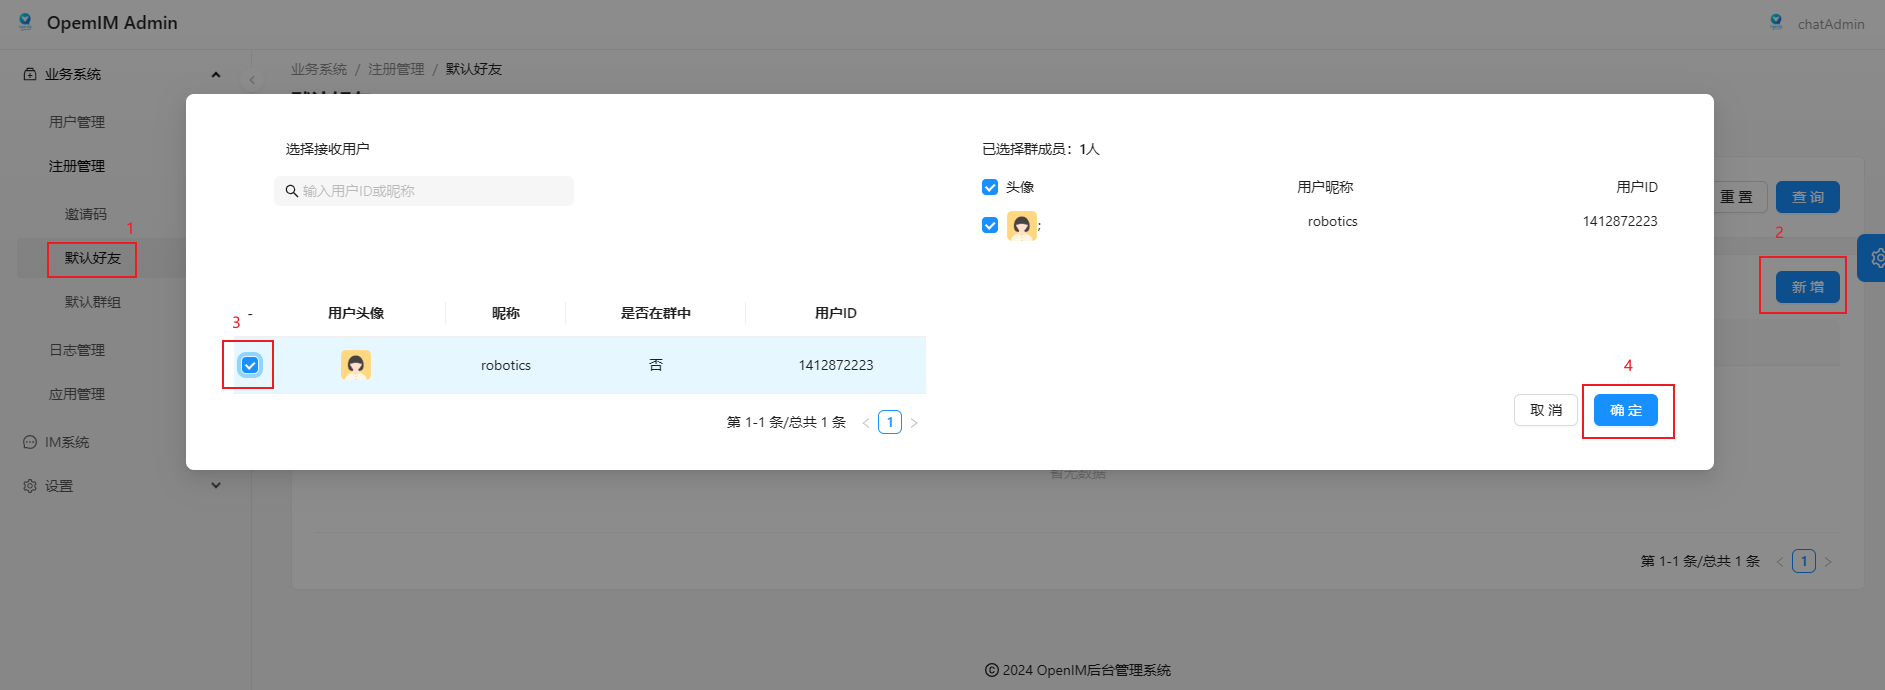 OpemIM Admin
chatAdmin
业务系统
业务系统 / 注册管理 / 默认好友
默认好友
用户管理
注册管理
邀请码
1
默认好友
默认群组
日志管理
应用管理
IM系统
设置
选择接收用户
输入用户ID或昵称
已选择群成员：1人
头像 用户昵称 用户ID
; robotics 1412872223
重 置 查 询
2
新 增
3
- 用户头像 昵称 是否在群中 用户ID
robotics 否 1412872223
第 1-1 条/总共 1 条 < 1 >
4
取 消 确 定
暂无数据
第 1-1 条/总共 1 条 < 1 >
© 2024 OpenIM后台管理系统